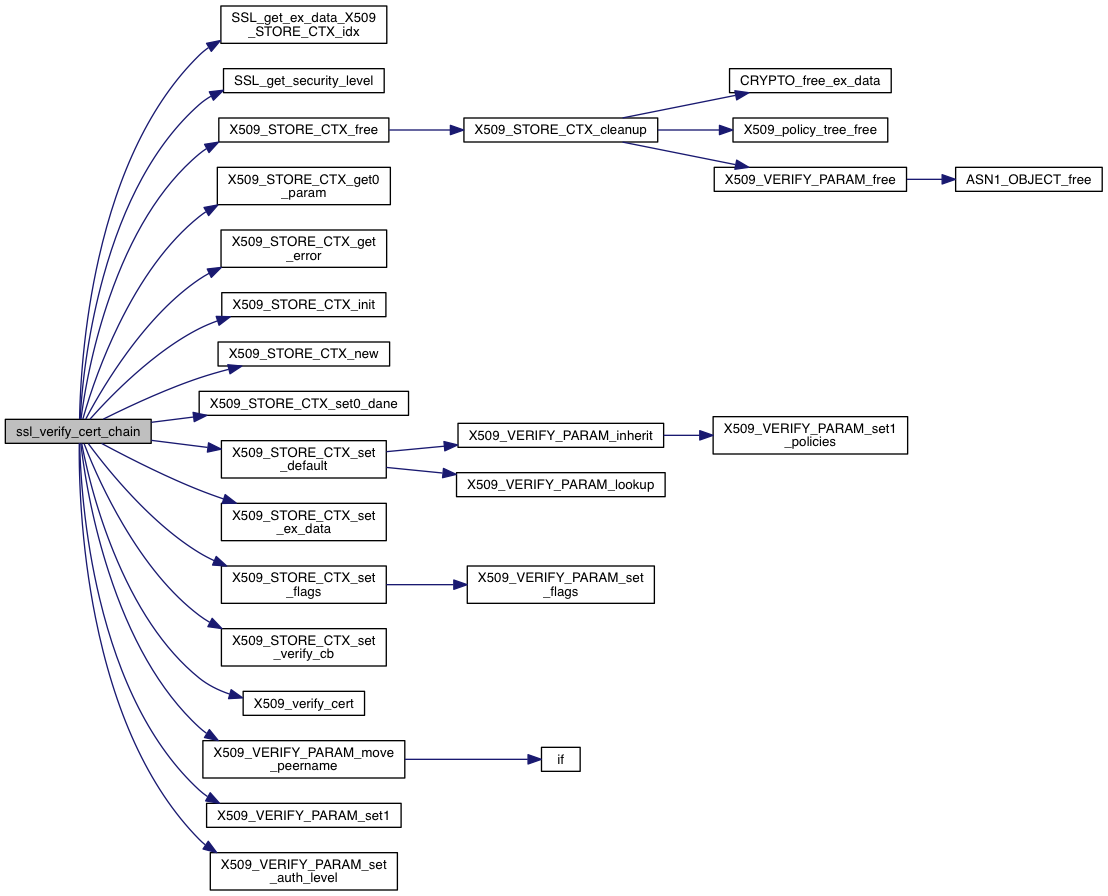 ssl_verify_cert_chain
SSL_get_ex_data_X509
_STORE_CTX_idx
SSL_get_security_level
X509_STORE_CTX_free
X509_STORE_CTX_cleanup
CRYPTO_free_ex_data
X509_policy_tree_free
X509_VERIFY_PARAM_free
ASN1_OBJECT_free
X509_STORE_CTX_get0
_param
X509_STORE_CTX_get
_error
X509_STORE_CTX_init
X509_STORE_CTX_new
X509_STORE_CTX_set0_dane
X509_STORE_CTX_set
_default
X509_VERIFY_PARAM_inherit
X509_VERIFY_PARAM_set1
_policies
X509_VERIFY_PARAM_lookup
X509_STORE_CTX_set
_ex_data
X509_STORE_CTX_set
_flags
X509_VERIFY_PARAM_set
_flags
X509_STORE_CTX_set
_verify_cb
X509_verify_cert
X509_VERIFY_PARAM_move
_peername
if
X509_VERIFY_PARAM_set1
X509_VERIFY_PARAM_set
_auth_level